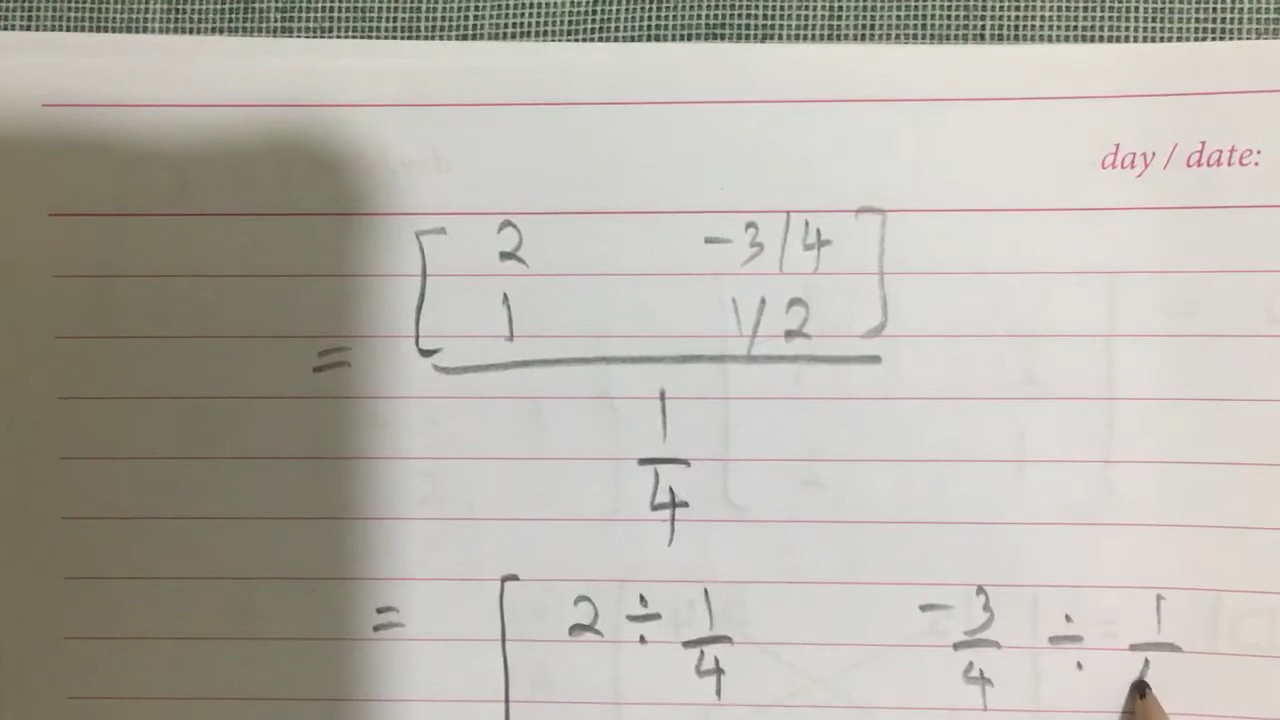 day / date:
2 -3/4
1 1/2
=
1
4
= 2 ÷ 1/4 -3/4 ÷ 1/